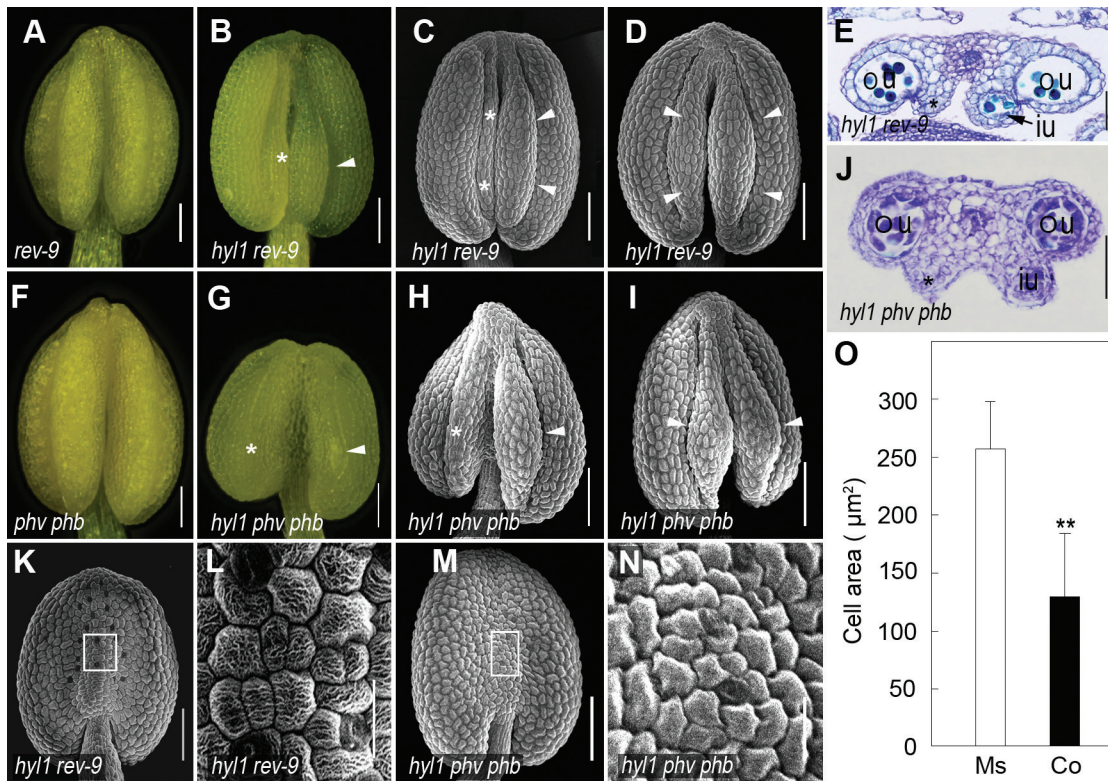 A
rev-9
B
*
hyl1 rev-9
C
*
*
hyl1 rev-9
D
hyl1 rev-9
E
ou
ou
*
iu
hyl1 rev-9
F
phv phb
G
*
hyl1 phv phb
H
*
hyl1 phv phb
I
hyl1 phv phb
J
ou
ou
*
iu
hyl1 phv phb
K
hyl1 rev-9
L
hyl1 rev-9
M
hyl1 phv phb
N
hyl1 phv phb
O
Cell area ( µm²)
300
250
200
150
100
50
0
**
Ms
Co